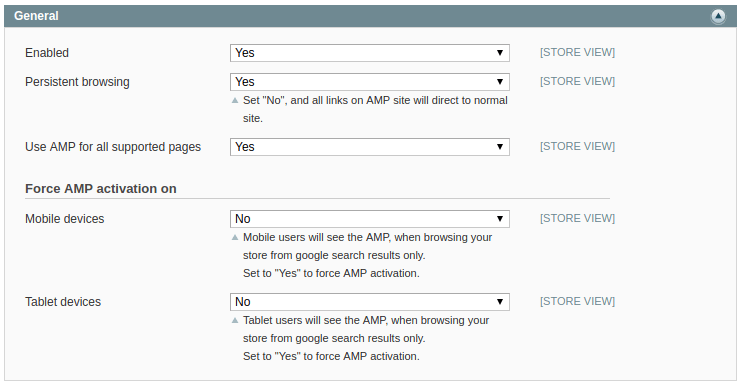 General
Enabled Yes [STORE VIEW]
Persistent browsing Yes [STORE VIEW]
Set "No", and all links on AMP site will direct to normal
site.
Use AMP for all supported pages Yes [STORE VIEW]
Force AMP activation on
Mobile devices No [STORE VIEW]
Mobile users will see the AMP, when browsing your
store from google search results only.
Set to "Yes" to force AMP activation.
Tablet devices No [STORE VIEW]
Tablet users will see the AMP, when browsing your
store from google search results only.
Set to "Yes" to force AMP activation.